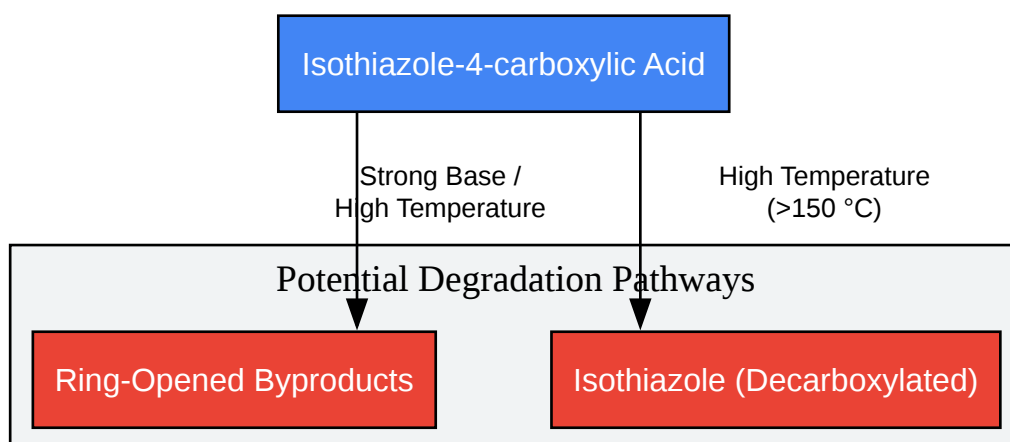 Isothiazole-4-carboxylic Acid
Strong Base /
High Temperature
High Temperature
(>150 °C)
Potential Degradation Pathways
Ring-Opened Byproducts
Isothiazole (Decarboxylated)